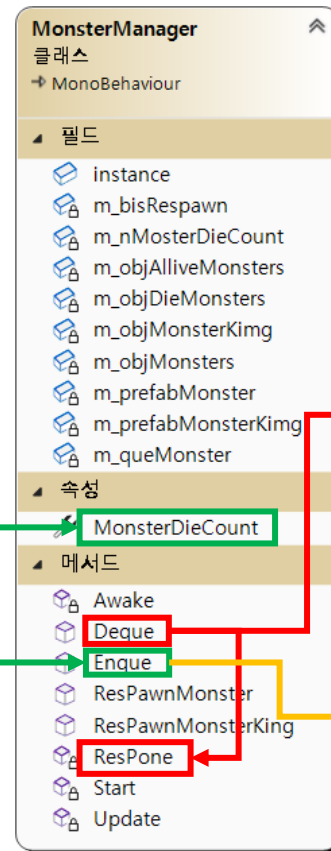 MonsterManager
클래스
MonoBehaviour
필드
instance
m_bisRespawn
m_nMosterDieCount
m_objAlliveMonsters
m_objDieMonsters
m_objMonsterKimg
m_objMonsters
m_prefabMonster
m_prefabMonsterKimg
m_queMonster
속성
MonsterDieCount
메서드
Awake
Deque
Enque
ResPawnMonster
ResPawnMonsterKing
ResPone
Start
Update